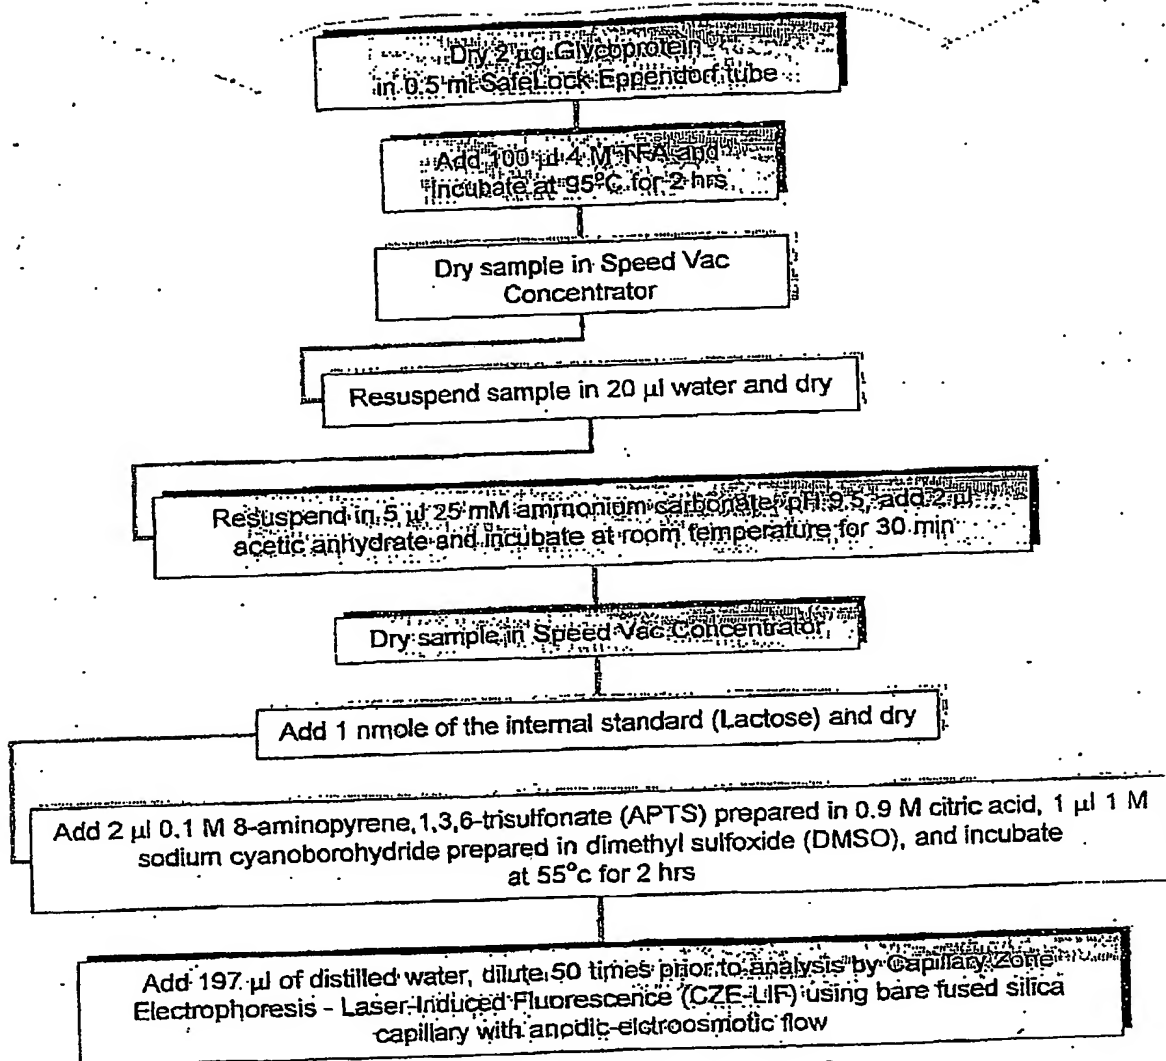 Dry 2 µg Glycoprotein
in 0.5 ml SafeLock Eppendorf tube
Add 100 µl 4 M TFA and
incubate at 95°C for 2 hrs
Dry sample in Speed Vac
Concentrator
Resuspend sample in 20 µl water and dry
Resuspend in 5 µl 25 mM ammonium carbonate, pH 9.5, add 2 µl
acetic anhydrate and incubate at room temperature for 30 min
Dry sample in Speed Vac Concentrator
Add 1 nmole of the internal standard (Lactose) and dry
Add 2 µl 0.1 M 8-aminopyrene,1,3,6-trisulfonate (APTS) prepared in 0.9 M citric acid, 1 µl 1 M
sodium cyanoborohydride prepared in dimethyl sulfoxide (DMSO), and incubate
at 55°c for 2 hrs
Add 197 µl of distilled water, dilute 50 times prior to analysis by Capillary Zone
Electrophoresis - Laser-Induced Fluorescence (CZE-LIF) using bare fused silica
capillary with anodic-elctroosmotic flow